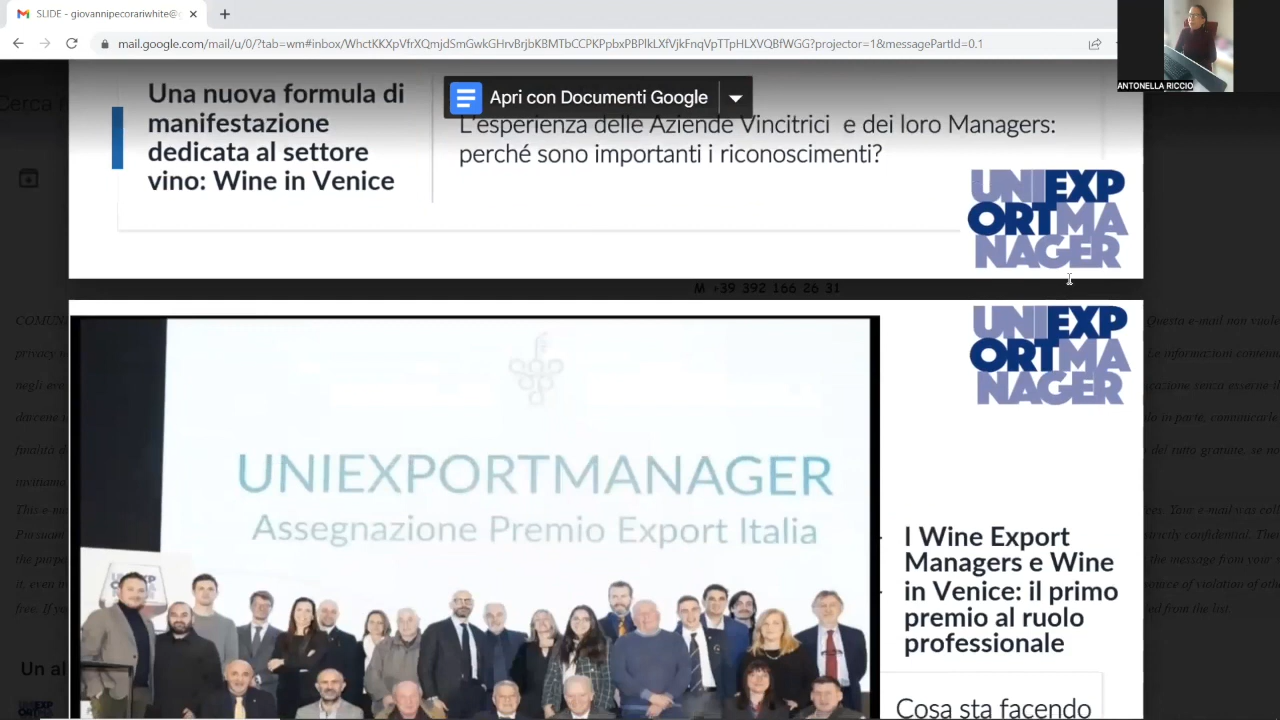 SLIDE - giovannipecorariwhite@
mail.google.com/mail/u/0/?tab=wm#inbox/WhctKKXpVfrXQmjdSmGwkGHrvBrjbKBMTbCCPKPpbxPBPlkLXfVjkFnqVpTTpHLXVQBfWGG?projector=1&messagePartId=0.1
ANTONELLA RICCIO
Cerca
Una nuova formula di
manifestazione
dedicata al settore
vino: Wine in Venice
Apri con Documenti Google
L'esperienza delle Aziende Vincitrici e dei loro Managers:
perché sono importanti i riconoscimenti?
UNIEXP
ORTMA
NAGER
M +39 392 166 26 31
UNIEXP
ORTMA
NAGER
UNIEXPORTMANAGER
Assegnazione Premio Export Italia
I Wine Export
Managers e Wine
in Venice: il primo
premio al ruolo
professionale
Cosa sta facendo
Un al